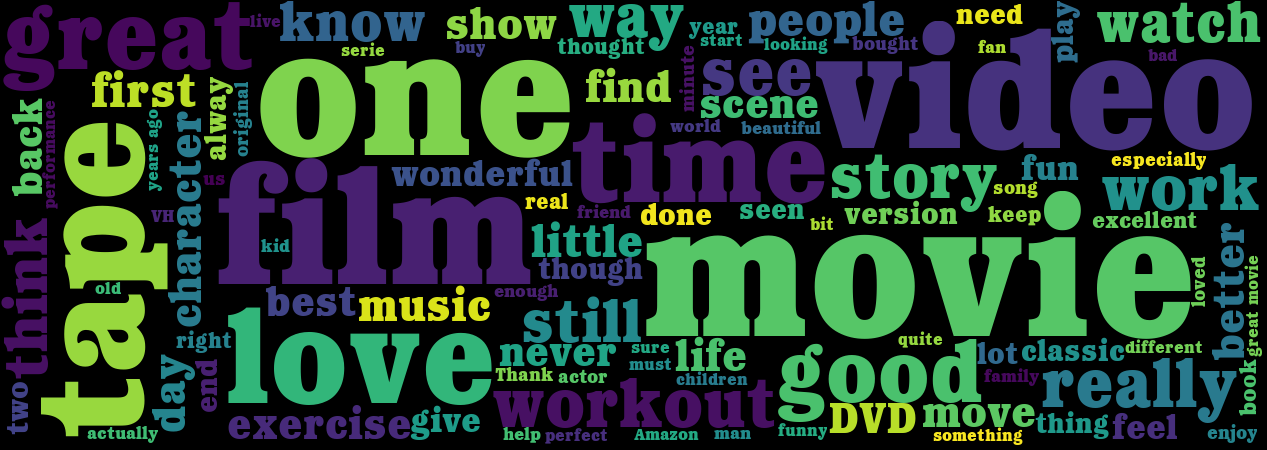 great
live
know
show
way
year
people
need
watch
serie
buy
thought
start
looking
bought
fan
play
bad
first
one
find
minute
see
video
scene
back
performance
years ago
alway
original
world
beautiful
tape
character
film
wonderful
time
story
fun
especially
us
real
friend
done
seen
bit
version
song
keep
work
excellent
VH
kid
little
movie
think
old
though
enough
loved
better
great movie
best
music
still
right
love
never
sure
must
life
quite
good
lot
classic
different
two
day
end
Thank
actor
children
family
really
book
workout
exercise
give
DVD
move
thing
feel
actually
help
perfect
Amazon
man
funny
something
enjoy